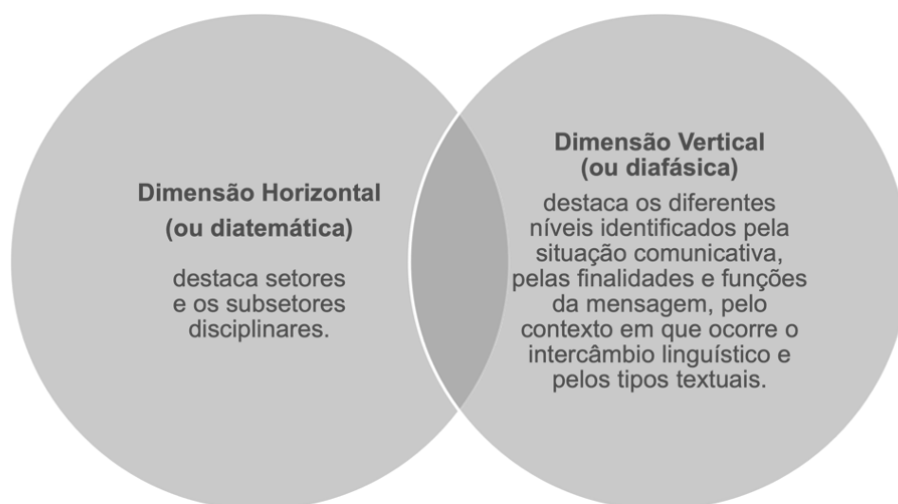 Dimensão Horizontal
(ou diatemática)
destaca setores
e os subsetores
disciplinares.
Dimensão Vertical
(ou diafásica)
destaca os diferentes
níveis identificados pela
situação comunicativa,
pelas finalidades e funções
da mensagem, pelo
contexto em que ocorre o
intercâmbio linguístico e
pelos tipos textuais.